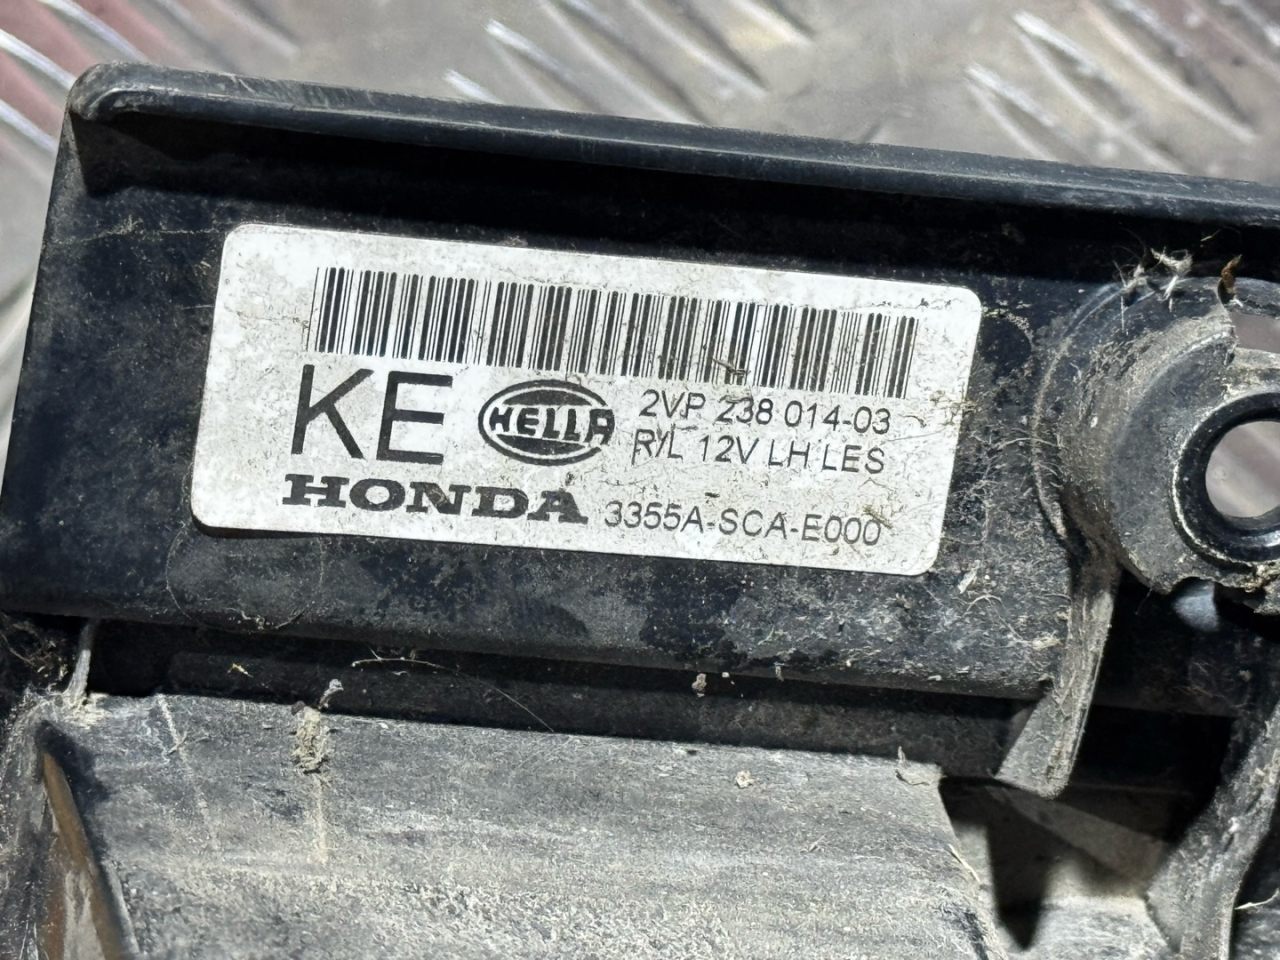 KE HELLA 2VP 238 014-03
R/L 12V LH LES
HONDA 3355A-SCA-E000